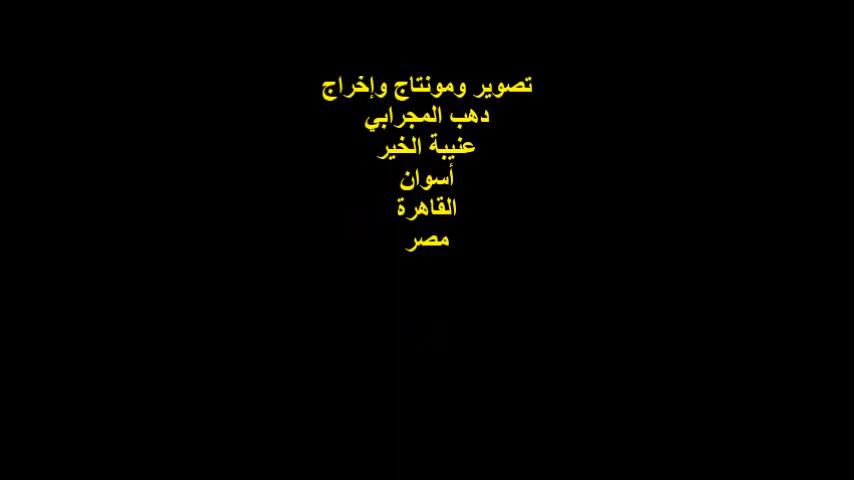 تصوير ومونتاج وإخراج
دهب المجرابي
عنيبة الخير
أسوان
القاهرة
مصر